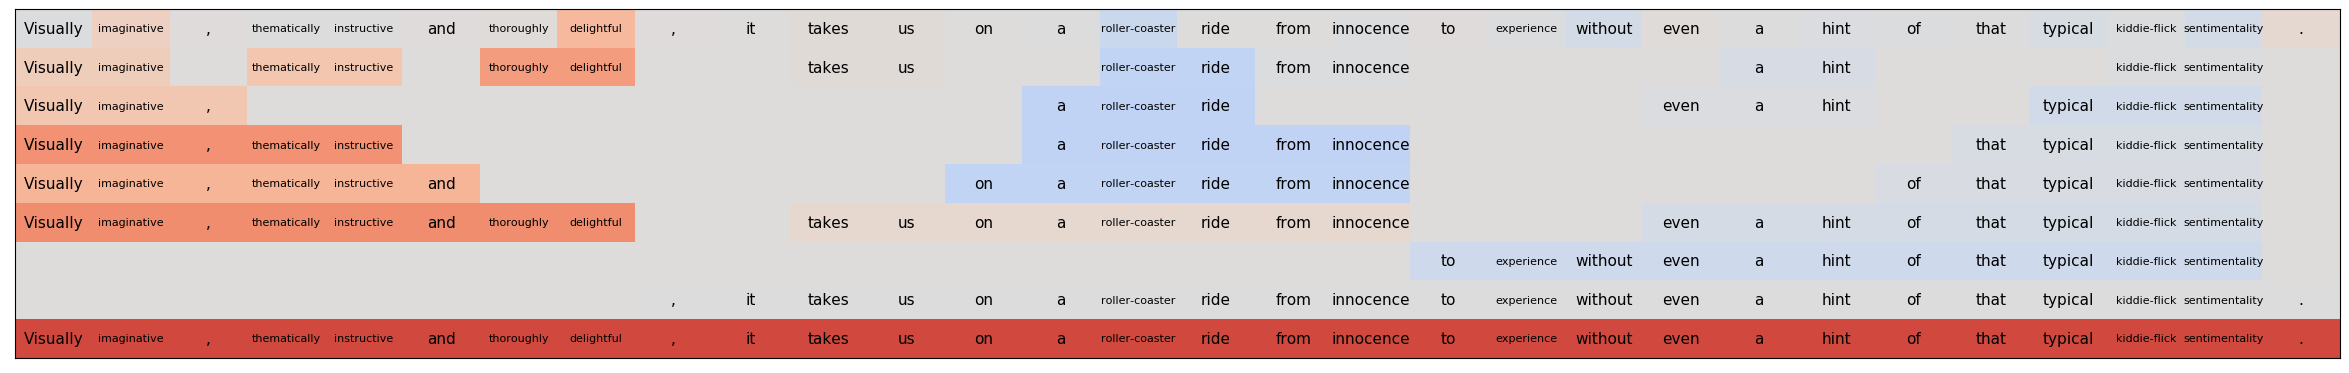 Visually imaginative , thematically instructive and thoroughly delightful , it takes us on a roller-coaster ride from innocence to experience without even a hint of that typical kiddie-flick sentimentality .
Visually imaginative thematically instructive thoroughly delightful takes us roller-coaster ride from innocence a hint kiddie-flick sentimentality
Visually imaginative , a roller-coaster ride even a hint typical kiddie-flick sentimentality
Visually imaginative , thematically instructive a roller-coaster ride from innocence that typical kiddie-flick sentimentality
Visually imaginative , thematically instructive and on a roller-coaster ride from innocence of that typical kiddie-flick sentimentality
Visually imaginative , thematically instructive and thoroughly delightful takes us on a roller-coaster ride from innocence even a hint of that typical kiddie-flick sentimentality
to experience without even a hint of that typical kiddie-flick sentimentality
, it takes us on a roller-coaster ride from innocence to experience without even a hint of that typical kiddie-flick sentimentality .
Visually imaginative , thematically instructive and thoroughly delightful , it takes us on a roller-coaster ride from innocence to experience without even a hint of that typical kiddie-flick sentimentality .